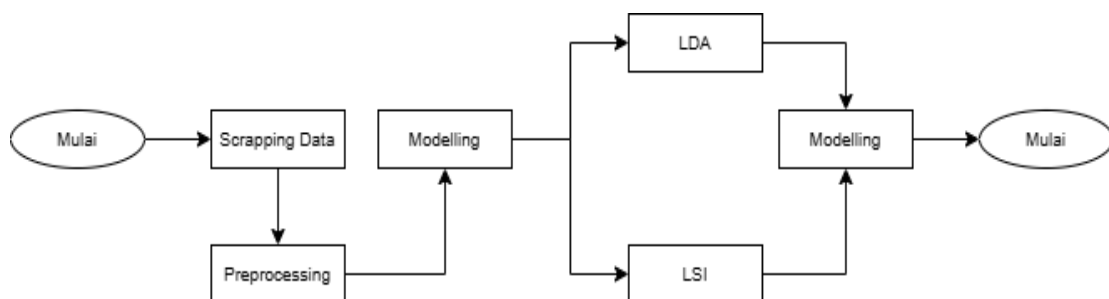 Mulai
Scrapping Data
Preprocessing
Modelling
LDA
LSI
Modelling
Mulai